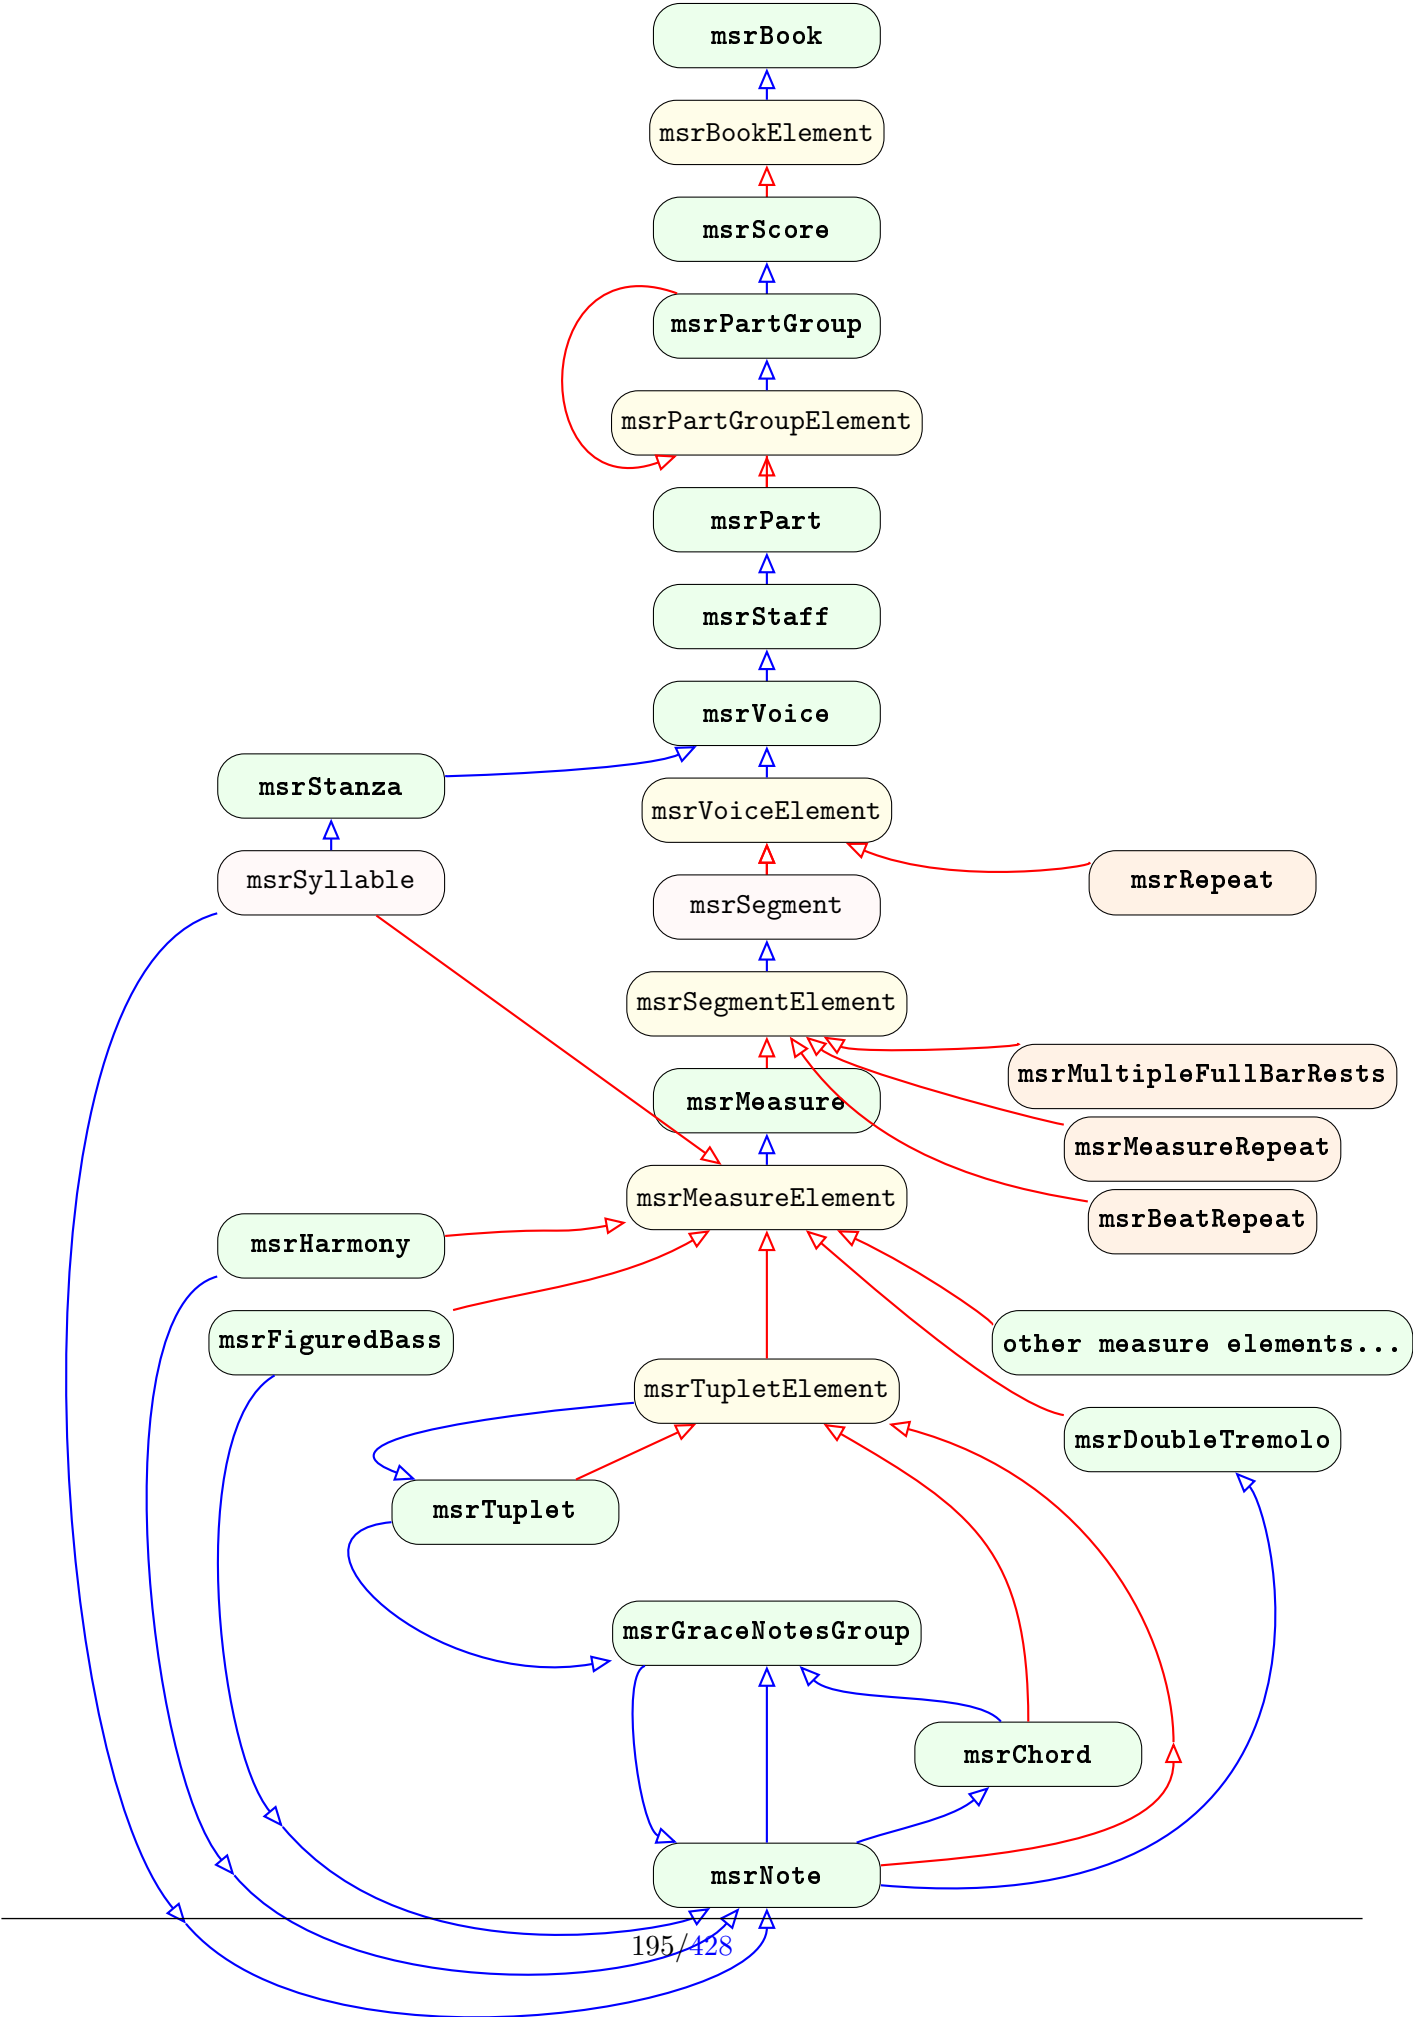 msrBook
msrBookElement
msrScore
msrPartGroup
msrPartGroupElement
msrPart
msrStaff
msrVoice
msrStanza
msrVoiceElement
msrSyllable
msrRepeat
msrSegment
msrSegmentElement
msrMultipleFullBarRests
msrMeasure
msrMeasureRepeat
msrMeasureElement
msrBeatRepeat
msrHarmony
msrFiguredBass
other measure elements...
msrTupletElement
msrDoubleTremolo
msrTuplet
msrGraceNotesGroup
msrChord
msrNote
195/428